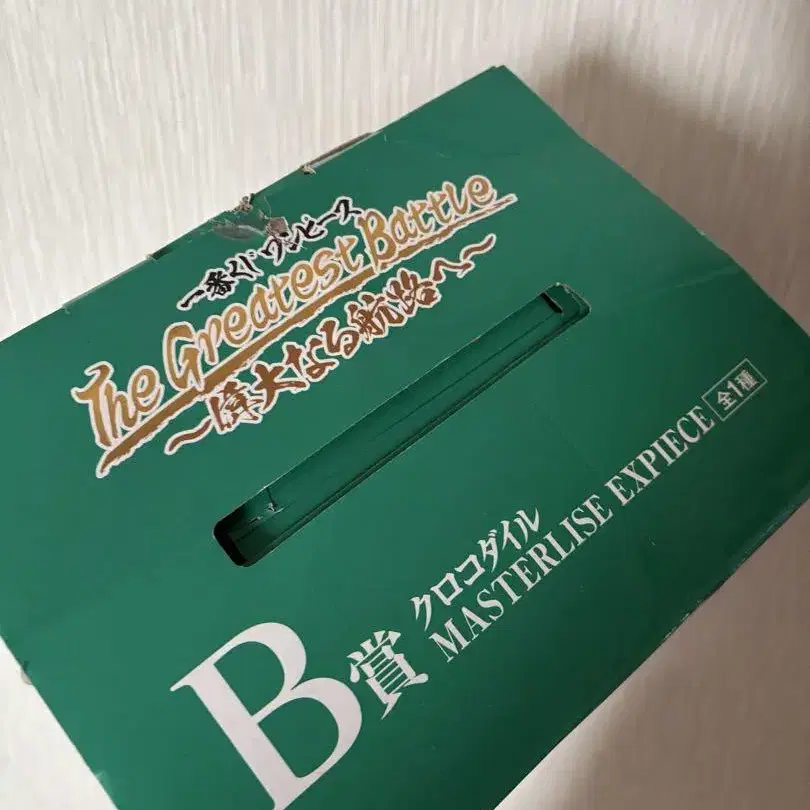 一番くじ ワンピース
The Greatest Battle
〜偉大なる航路へ〜
B賞 クロコダイル
MASTERLISE EXPIECE 全1種